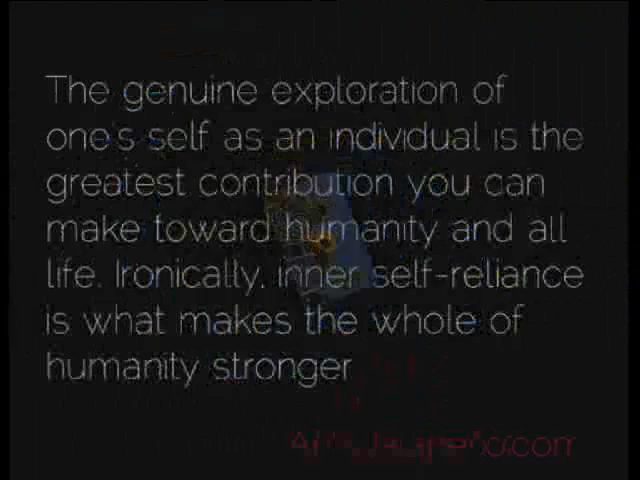 The genuine exploration of
one's self as an individual is the
greatest contribution you can
make toward humanity and all
life. Ironically, inner self-reliance
is what makes the whole of
humanity stronger